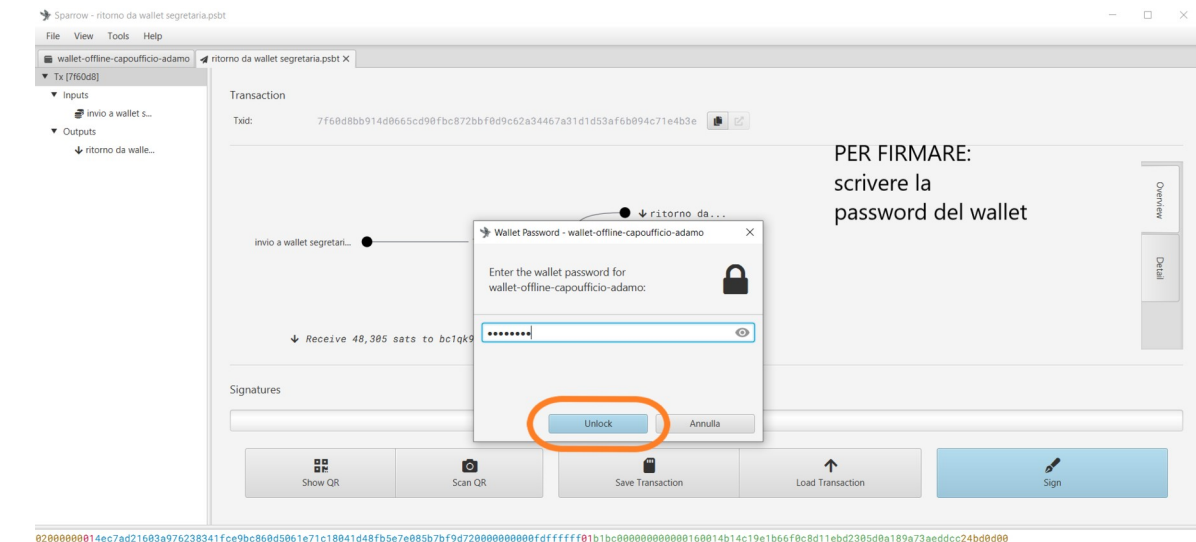 Sparrow - ritorno da wallet segretaria.psbt
File View Tools Help
wallet-offline-capoufficio-adamo ritorno da wallet segretaria.psbt
Tx [7f60d8]
Inputs
invio a wallet s...
Outputs
ritorno da walle...
Transaction
Txid: 7f60d8bb914d0665cd90fbc872bbf0d9c62a34467a31d1d53af6b094c71e4b3e
PER FIRMARE:
scrivere la
password del wallet
Overview
Detail
ritorno da...
invio a wallet segretari...
Receive 48,305 sats to bc1qk9
Wallet Password - wallet-offline-capoufficio-adamo
Enter the wallet password for
wallet-offline-capoufficio-adamo:
Unlock Annulla
Signatures
Show QR Scan QR Save Transaction Load Transaction Sign
02000000014ec7ad21603a976238341fce9bc860d5061e71c18041d48fb5e7e085b7bf9d720000000000fdffffff01b1bc000000000000160014b14c19e1b66f0c8d11ebd2305d0a189a73aeddcc24bd0d00